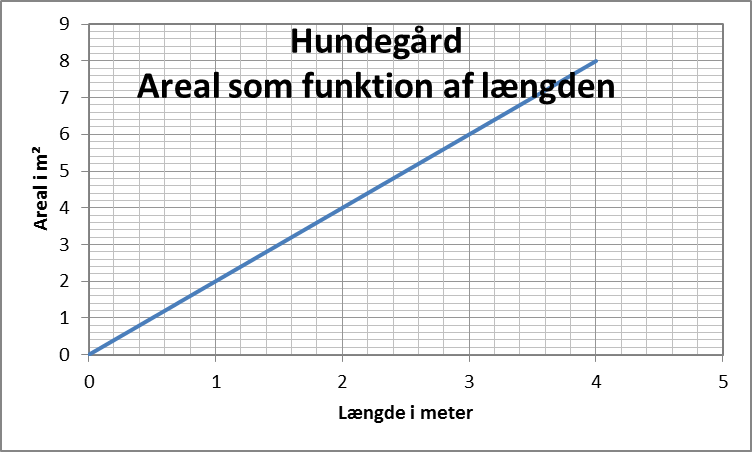 Hundegård
Areal som funktion af længden
9
8
7
6
5
4
3
2
1
0
Areal i m²
0 1 2 3 4 5
Længde i meter